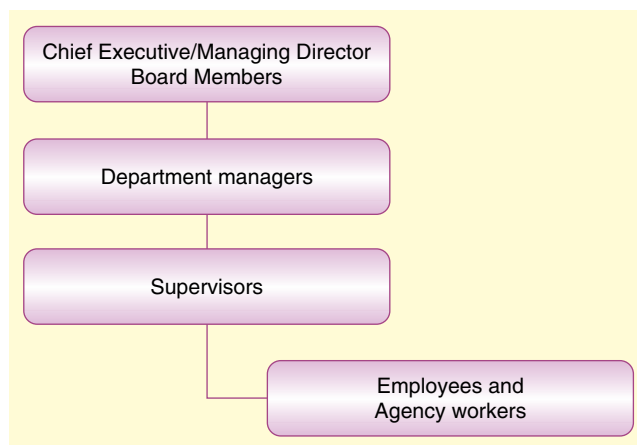 Chief Executive/Managing Director
Board Members
Department managers
Supervisors
Employees and
Agency workers